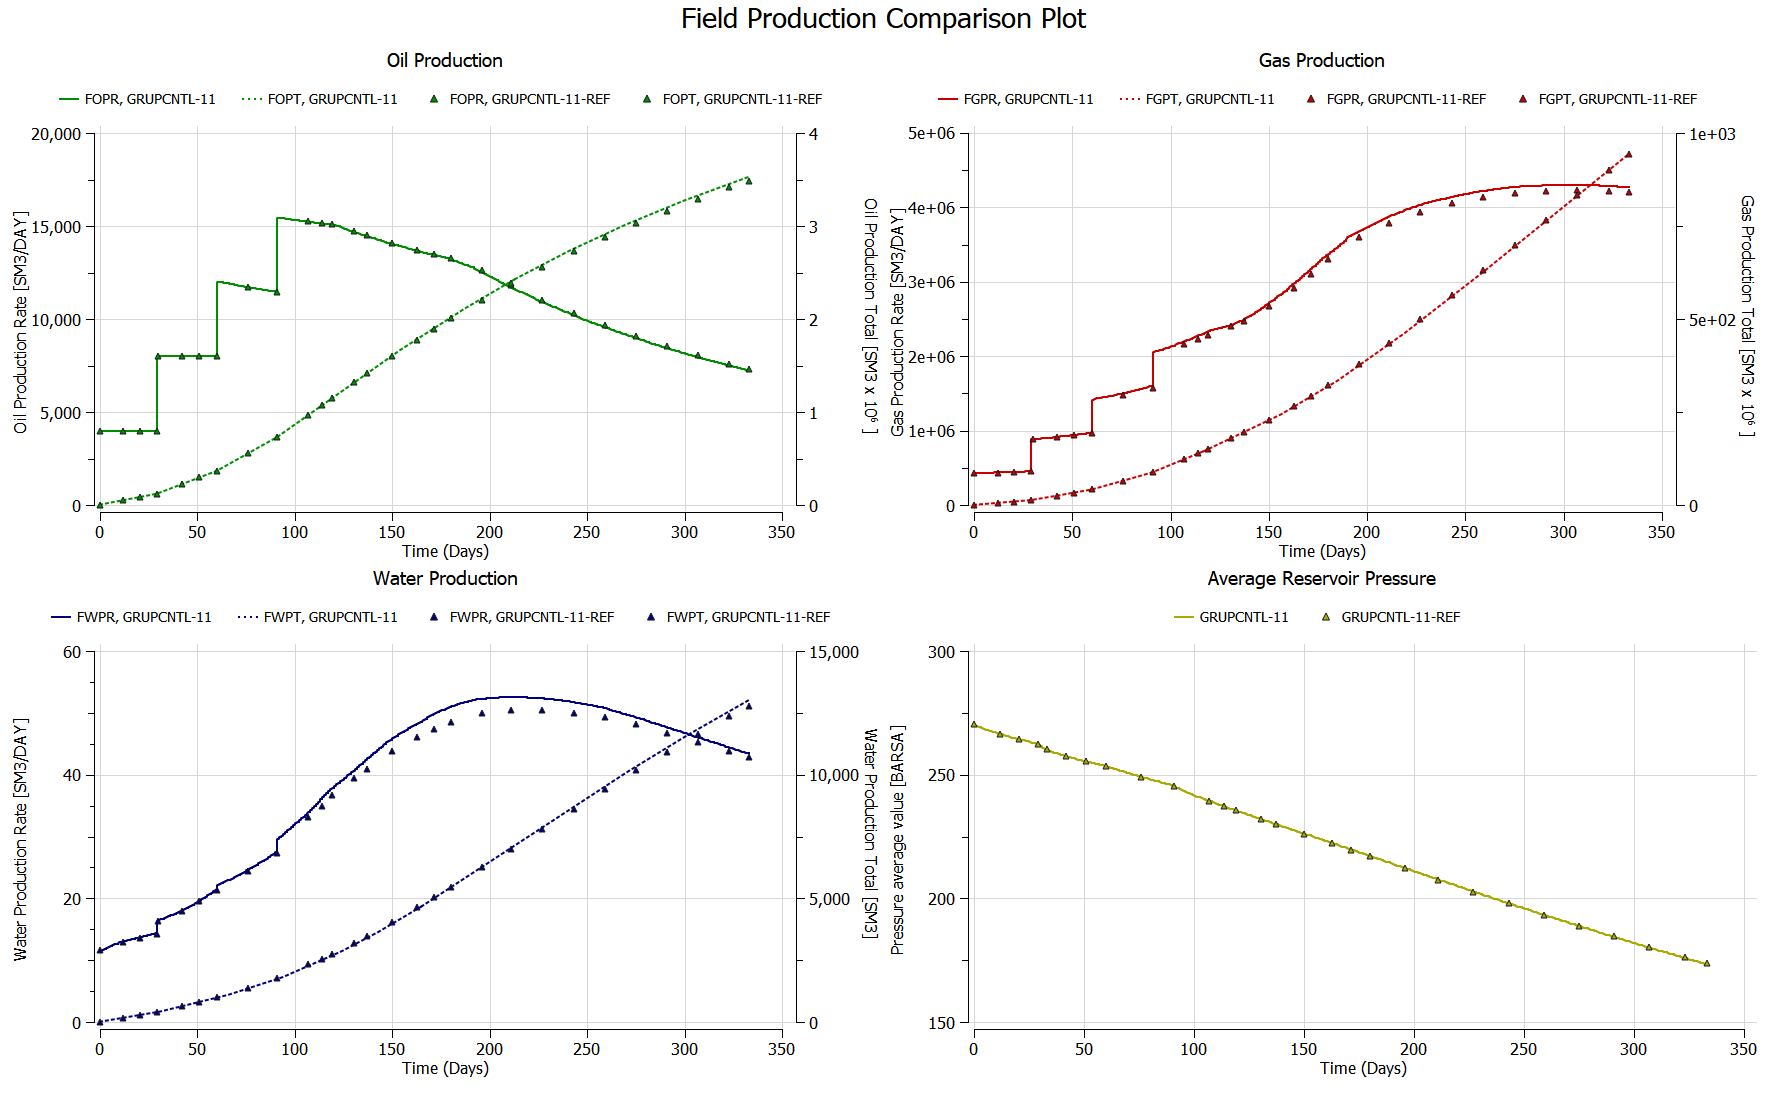 Field Production Comparison Plot
Oil Production
FOPR, GRUPCNTL-11
FOPT, GRUPCNTL-11
FOPR, GRUPCNTL-11-REF
FOPT, GRUPCNTL-11-REF
20,000
15,000
10,000
5,000
0
4
3
2
1
0
Oil Production Rate [SM3/DAY]
Oil Production Total [SM3 x 10⁶ ]
0 50 100 150 200 250 300 350
Time (Days)
Gas Production
FGPR, GRUPCNTL-11
FGPT, GRUPCNTL-11
FGPR, GRUPCNTL-11-REF
FGPT, GRUPCNTL-11-REF
5e+06
4e+06
3e+06
2e+06
1e+06
0
1e+03
5e+02
0
Gas Production Rate [SM3/DAY]
Gas Production Total [SM3 x 10⁶ ]
0 50 100 150 200 250 300 350
Time (Days)
Water Production
FWPR, GRUPCNTL-11
FWPT, GRUPCNTL-11
FWPR, GRUPCNTL-11-REF
FWPT, GRUPCNTL-11-REF
60
40
20
0
15,000
10,000
5,000
0
Water Production Rate [SM3/DAY]
Water Production Total [SM3]
0 50 100 150 200 250 300 350
Time (Days)
Average Reservoir Pressure
GRUPCNTL-11
GRUPCNTL-11-REF
300
250
200
150
Pressure average value [BARSA]
0 50 100 150 200 250 300 350
Time (Days)